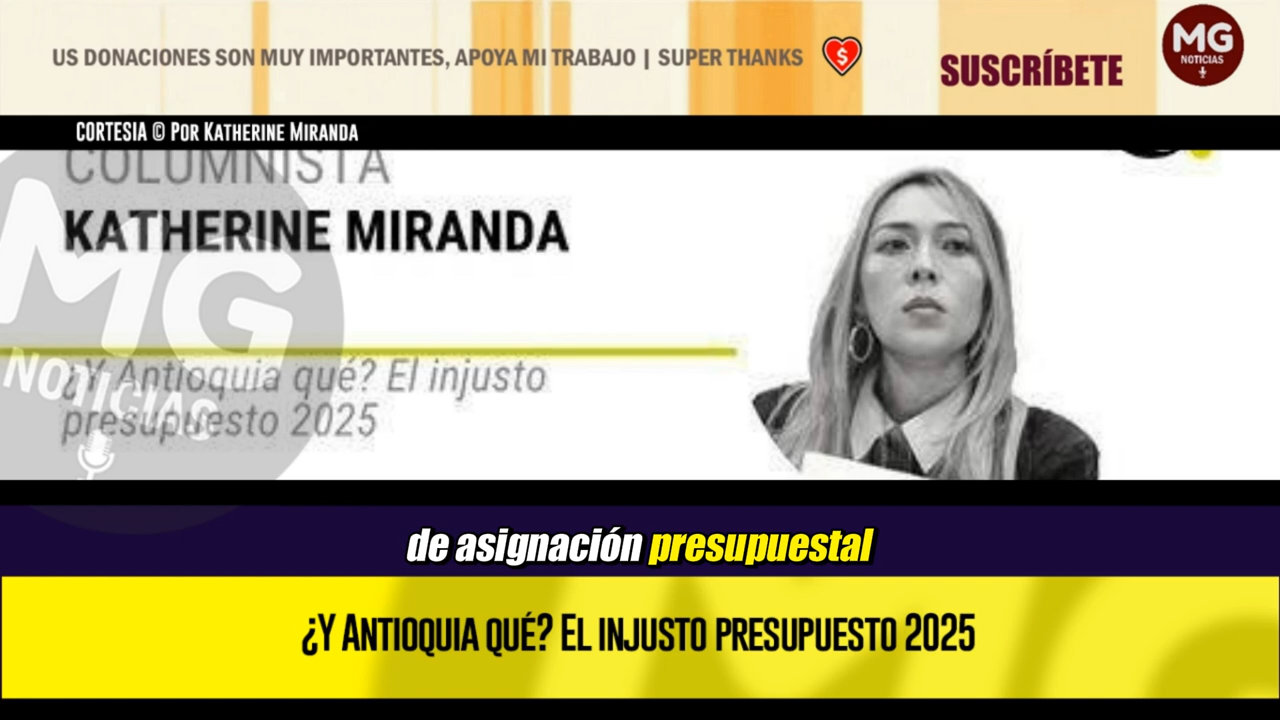 US DONACIONES SON MUY IMPORTANTES, APOYA MI TRABAJO | SUPER THANKS
SUSCRÍBETE
MG
NOTICIAS
CORTESIA © POR KATHERINE MIRANDA
COLUMNISTA
KATHERINE MIRANDA
MG
NOTICIAS
¿Y Antioquia qué? El injusto
presupuesto 2025
de asignación presupuestal
¿Y ANTIOQUIA QUÉ? EL INJUSTO PRESUPUESTO 2025